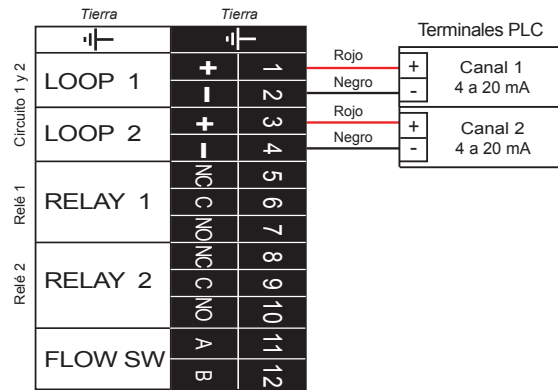 Tierra Tierra
Terminales PLC
Circuito 1 y 2
LOOP 1
+ 1
- 2
LOOP 2
+ 3
- 4
Rojo
Negro
Rojo
Negro
+ Canal 1
- 4 a 20 mA
+ Canal 2
- 4 a 20 mA
Relé 1
RELAY 1
NC 5
C 6
NO 7
Relé 2
RELAY 2
NC 8
C 9
NO 10
FLOW SW
A 11
B 12